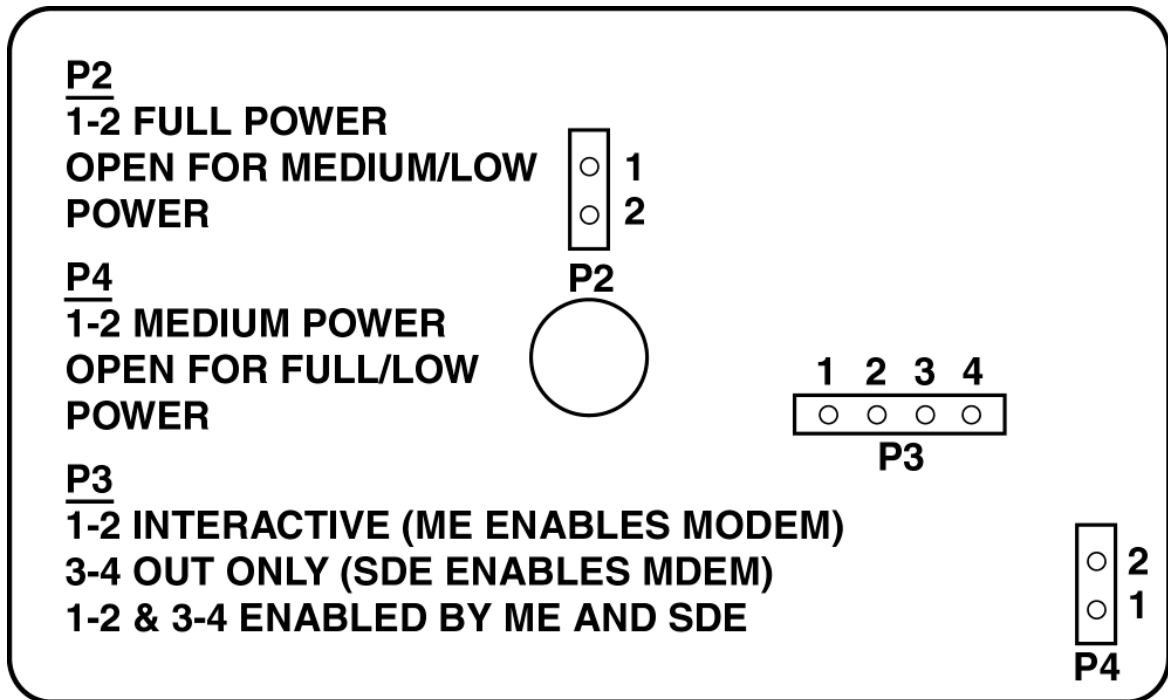 P2
1-2 FULL POWER
OPEN FOR MEDIUM/LOW
POWER
P4
1-2 MEDIUM POWER
OPEN FOR FULL/LOW
POWER
P3
1-2 INTERACTIVE (ME ENABLES MODEM)
3-4 OUT ONLY (SDE ENABLES MDEM)
1-2 & 3-4 ENABLED BY ME AND SDE
1
2
P2
1 2 3 4
P3
2
1
P4